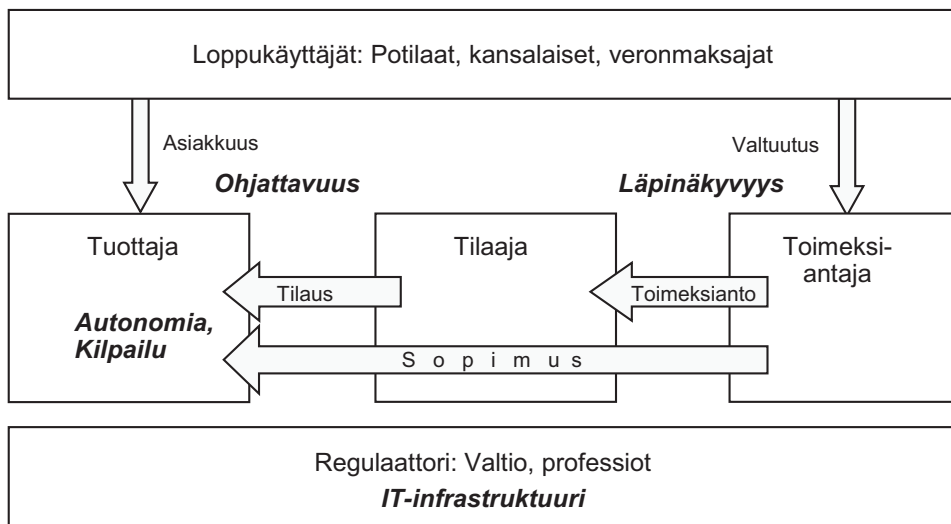 Loppukäyttäjät: Potilaat, kansalaiset, veronmaksajat
Asiakkuus
Valtuutus
Ohjattavuus
Läpinäkyvyys
Tuottaja
Tilaaja
Toimeksi-
antaja
Tilaus
Toimeksianto
Autonomia,
Kilpailu
Sopimus
Regulaattori: Valtio, professiot
IT-infrastruktuuri